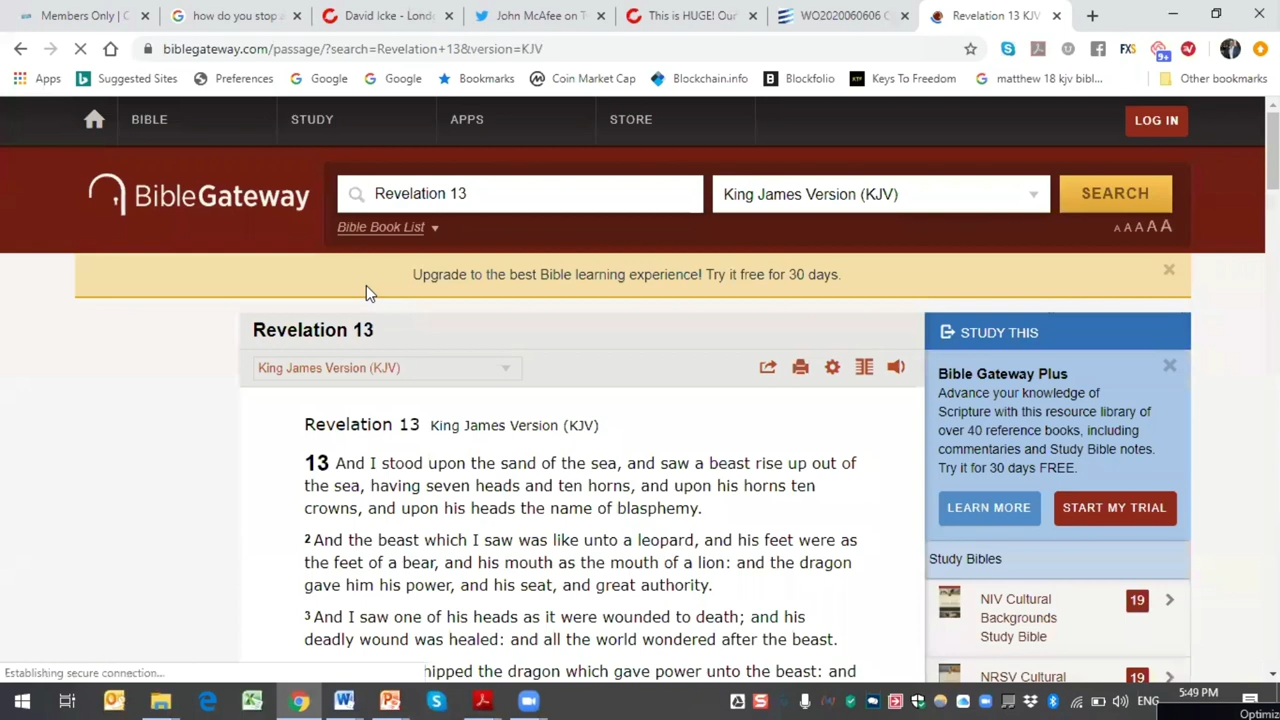 Members Only ( C
how do you stop a
David Icke - Lond
John McAfee on T
This is HUGE! Our
WO2020060606 C
Revelation 13 KJV
biblegateway.com/passage/?search=Revelation+13&version=KJV
9+
Apps Suggested Sites Preferences Google Google Bookmarks Coin Market Cap Blockchain.info Blockfolio Keys To Freedom matthew 18 kjv bibl... Other bookmarks
BIBLE STUDY APPS STORE LOG IN
BibleGateway
Revelation 13
King James Version (KJV)
SEARCH
Bible Book List
A A A A A
Upgrade to the best Bible learning experience! Try it free for 30 days.
Revelation 13
King James Version (KJV)
Revelation 13 King James Version (KJV)
13 And I stood upon the sand of the sea, and saw a beast rise up out of
the sea, having seven heads and ten horns, and upon his horns ten
crowns, and upon his heads the name of blasphemy.
2 And the beast which I saw was like unto a leopard, and his feet were as
the feet of a bear, and his mouth as the mouth of a lion: and the dragon
gave him his power, and his seat, and great authority.
3 And I saw one of his heads as it were wounded to death; and his
deadly wound was healed: and all the world wondered after the beast.
hipped the dragon which gave power unto the beast: and
STUDY THIS
Bible Gateway Plus
Advance your knowledge of
Scripture with this resource library of
over 40 reference books, including
commentaries and Study Bible notes.
Try it for 30 days FREE.
LEARN MORE START MY TRIAL
Study Bibles
NIV Cultural
Backgrounds
Study Bible
19
NRSV Cultural
19
Establishing secure connection...
ENG
5:49 PM
Optimiz